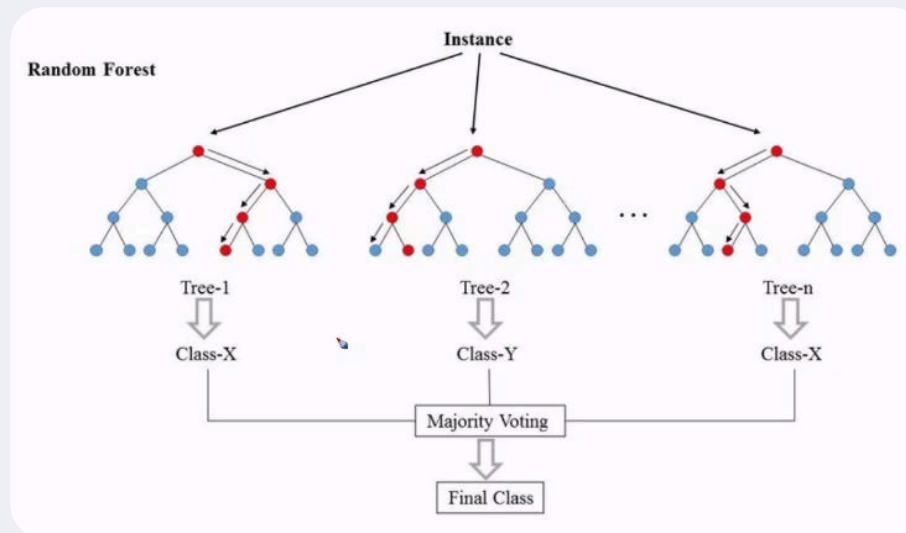 Instance
Random Forest
...
Tree-1
Tree-2
Tree-n
Class-X
Class-Y
Class-X
Majority Voting
Final Class